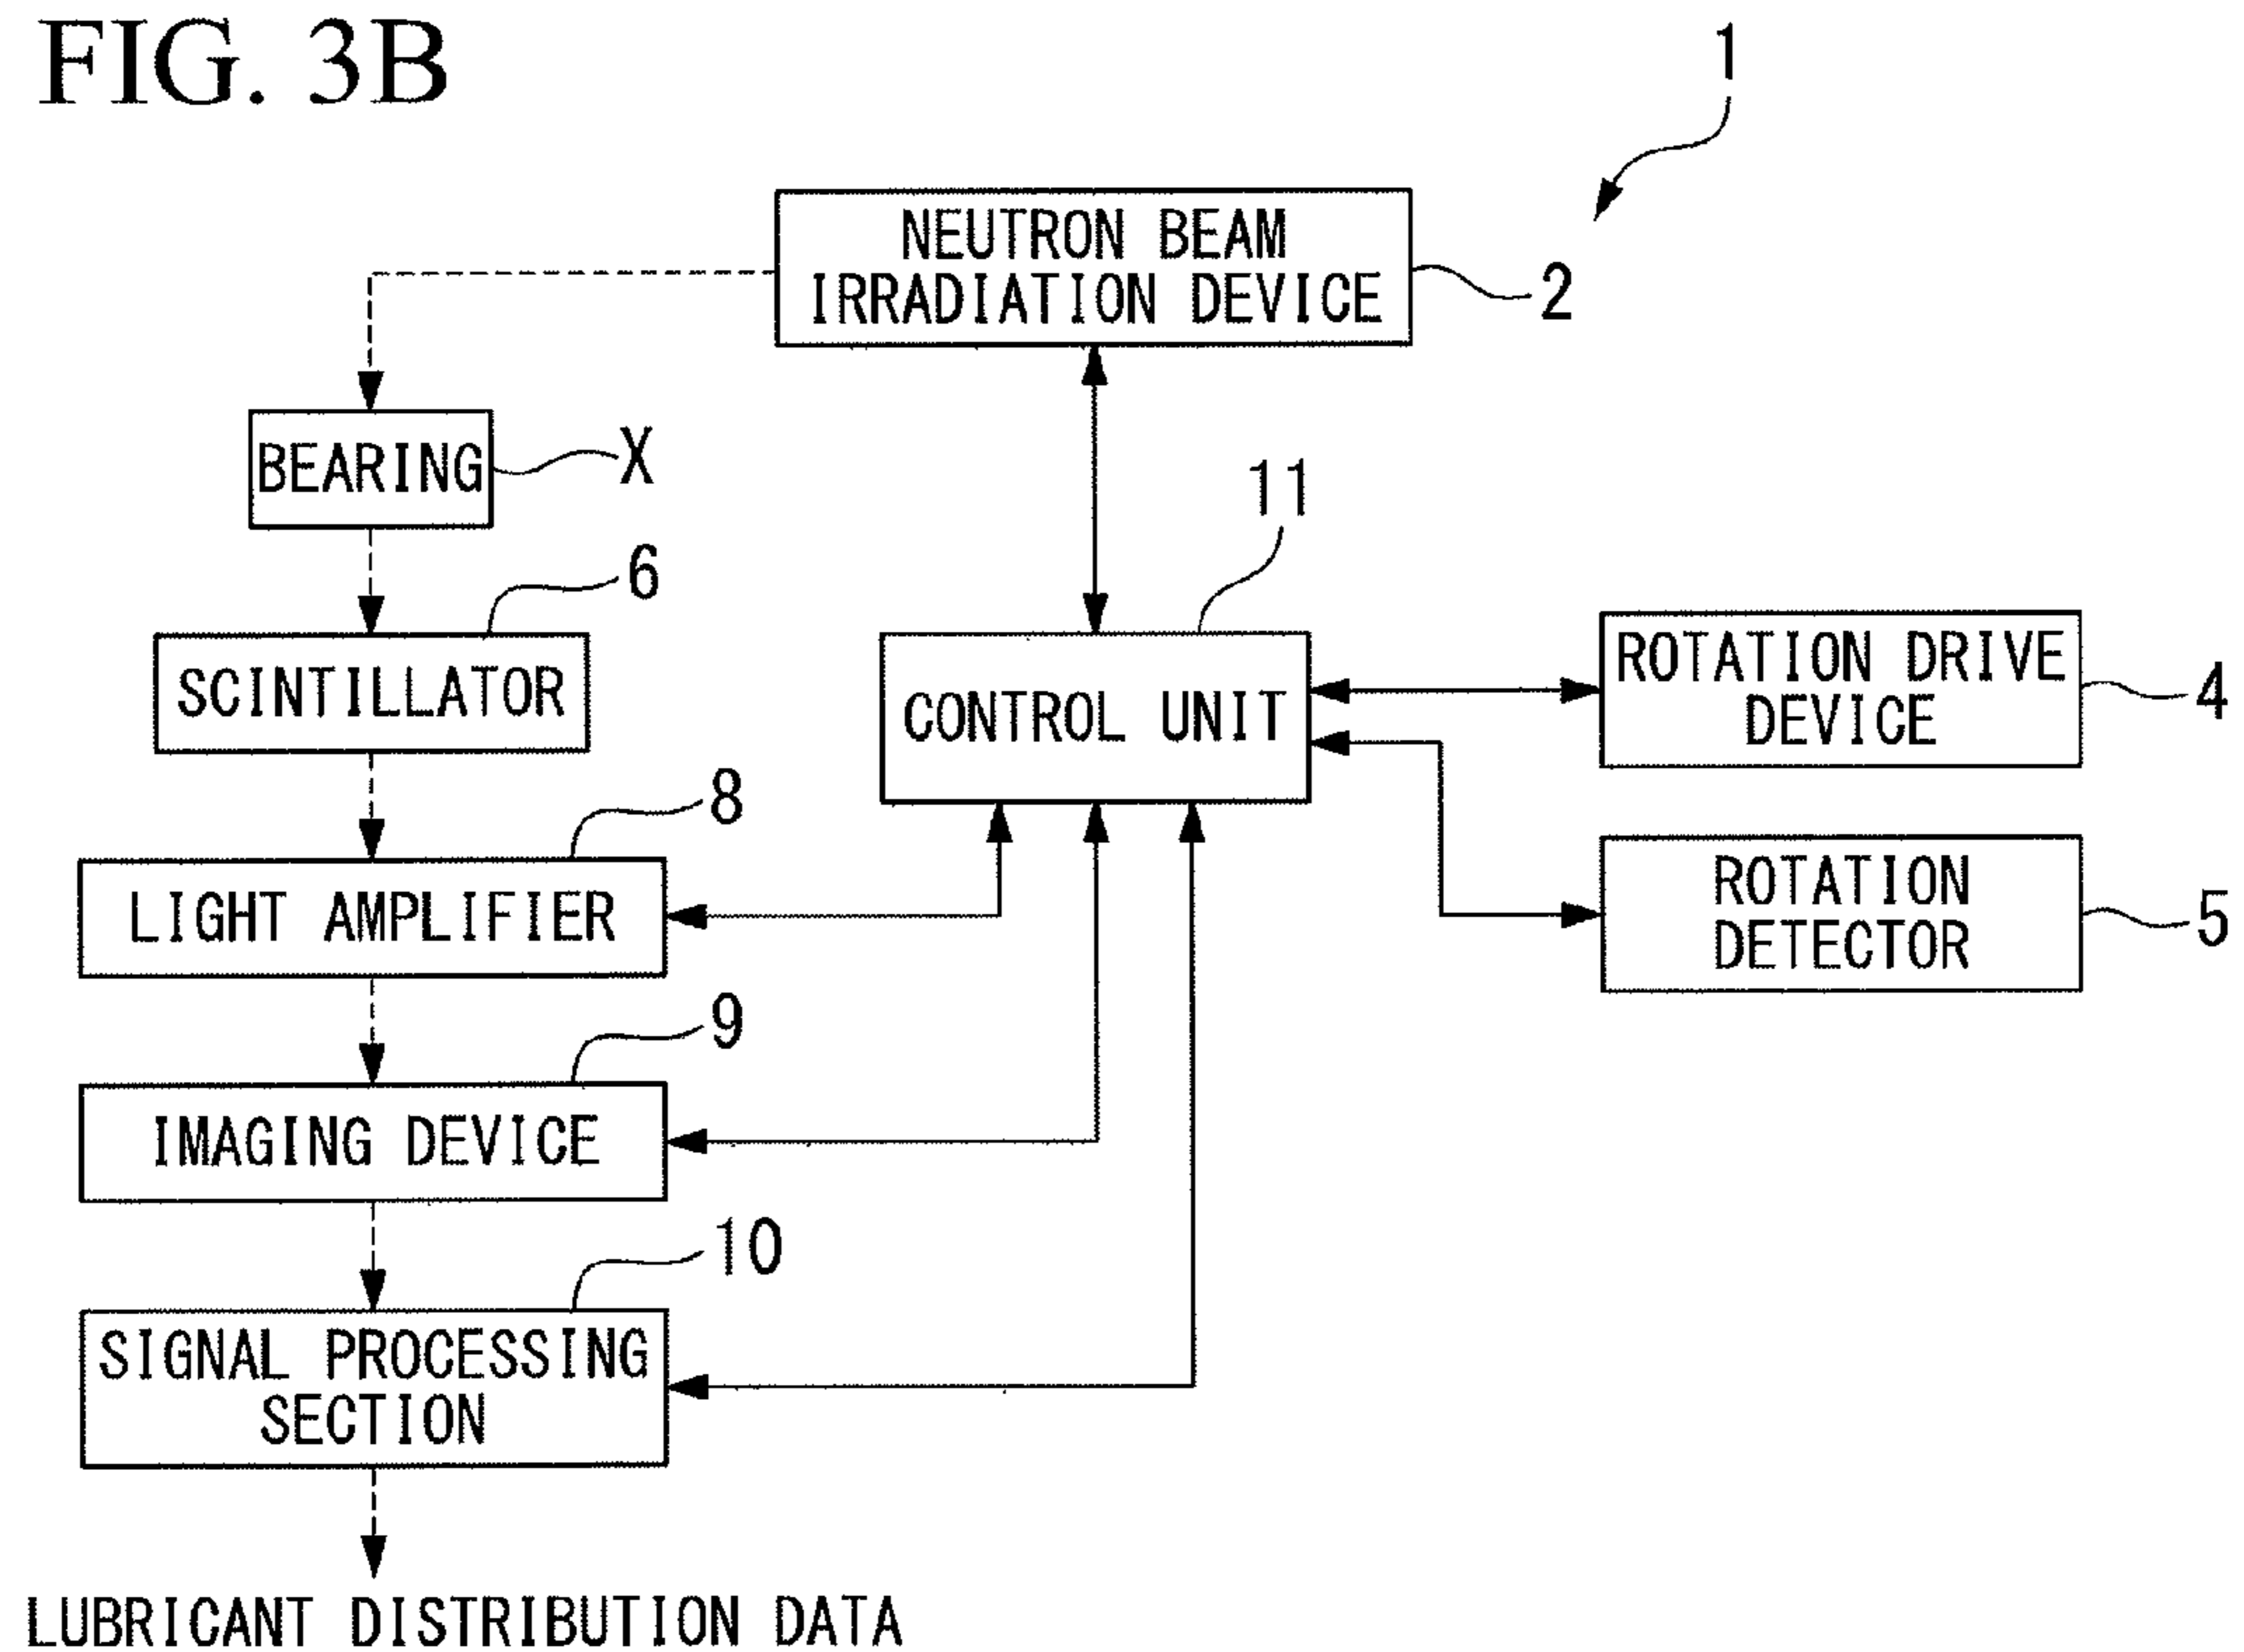 FIG. 3B
1
NEUTRON BEAM
IRRADIATION DEVICE
2
BEARING
X
11
6
SCINTILLATOR
CONTROL UNIT
ROTATION DRIVE
DEVICE
4
8
LIGHT AMPLIFIER
ROTATION
DETECTOR
5
9
IMAGING DEVICE
10
SIGNAL PROCESSING
SECTION
LUBRICANT DISTRIBUTION DATA